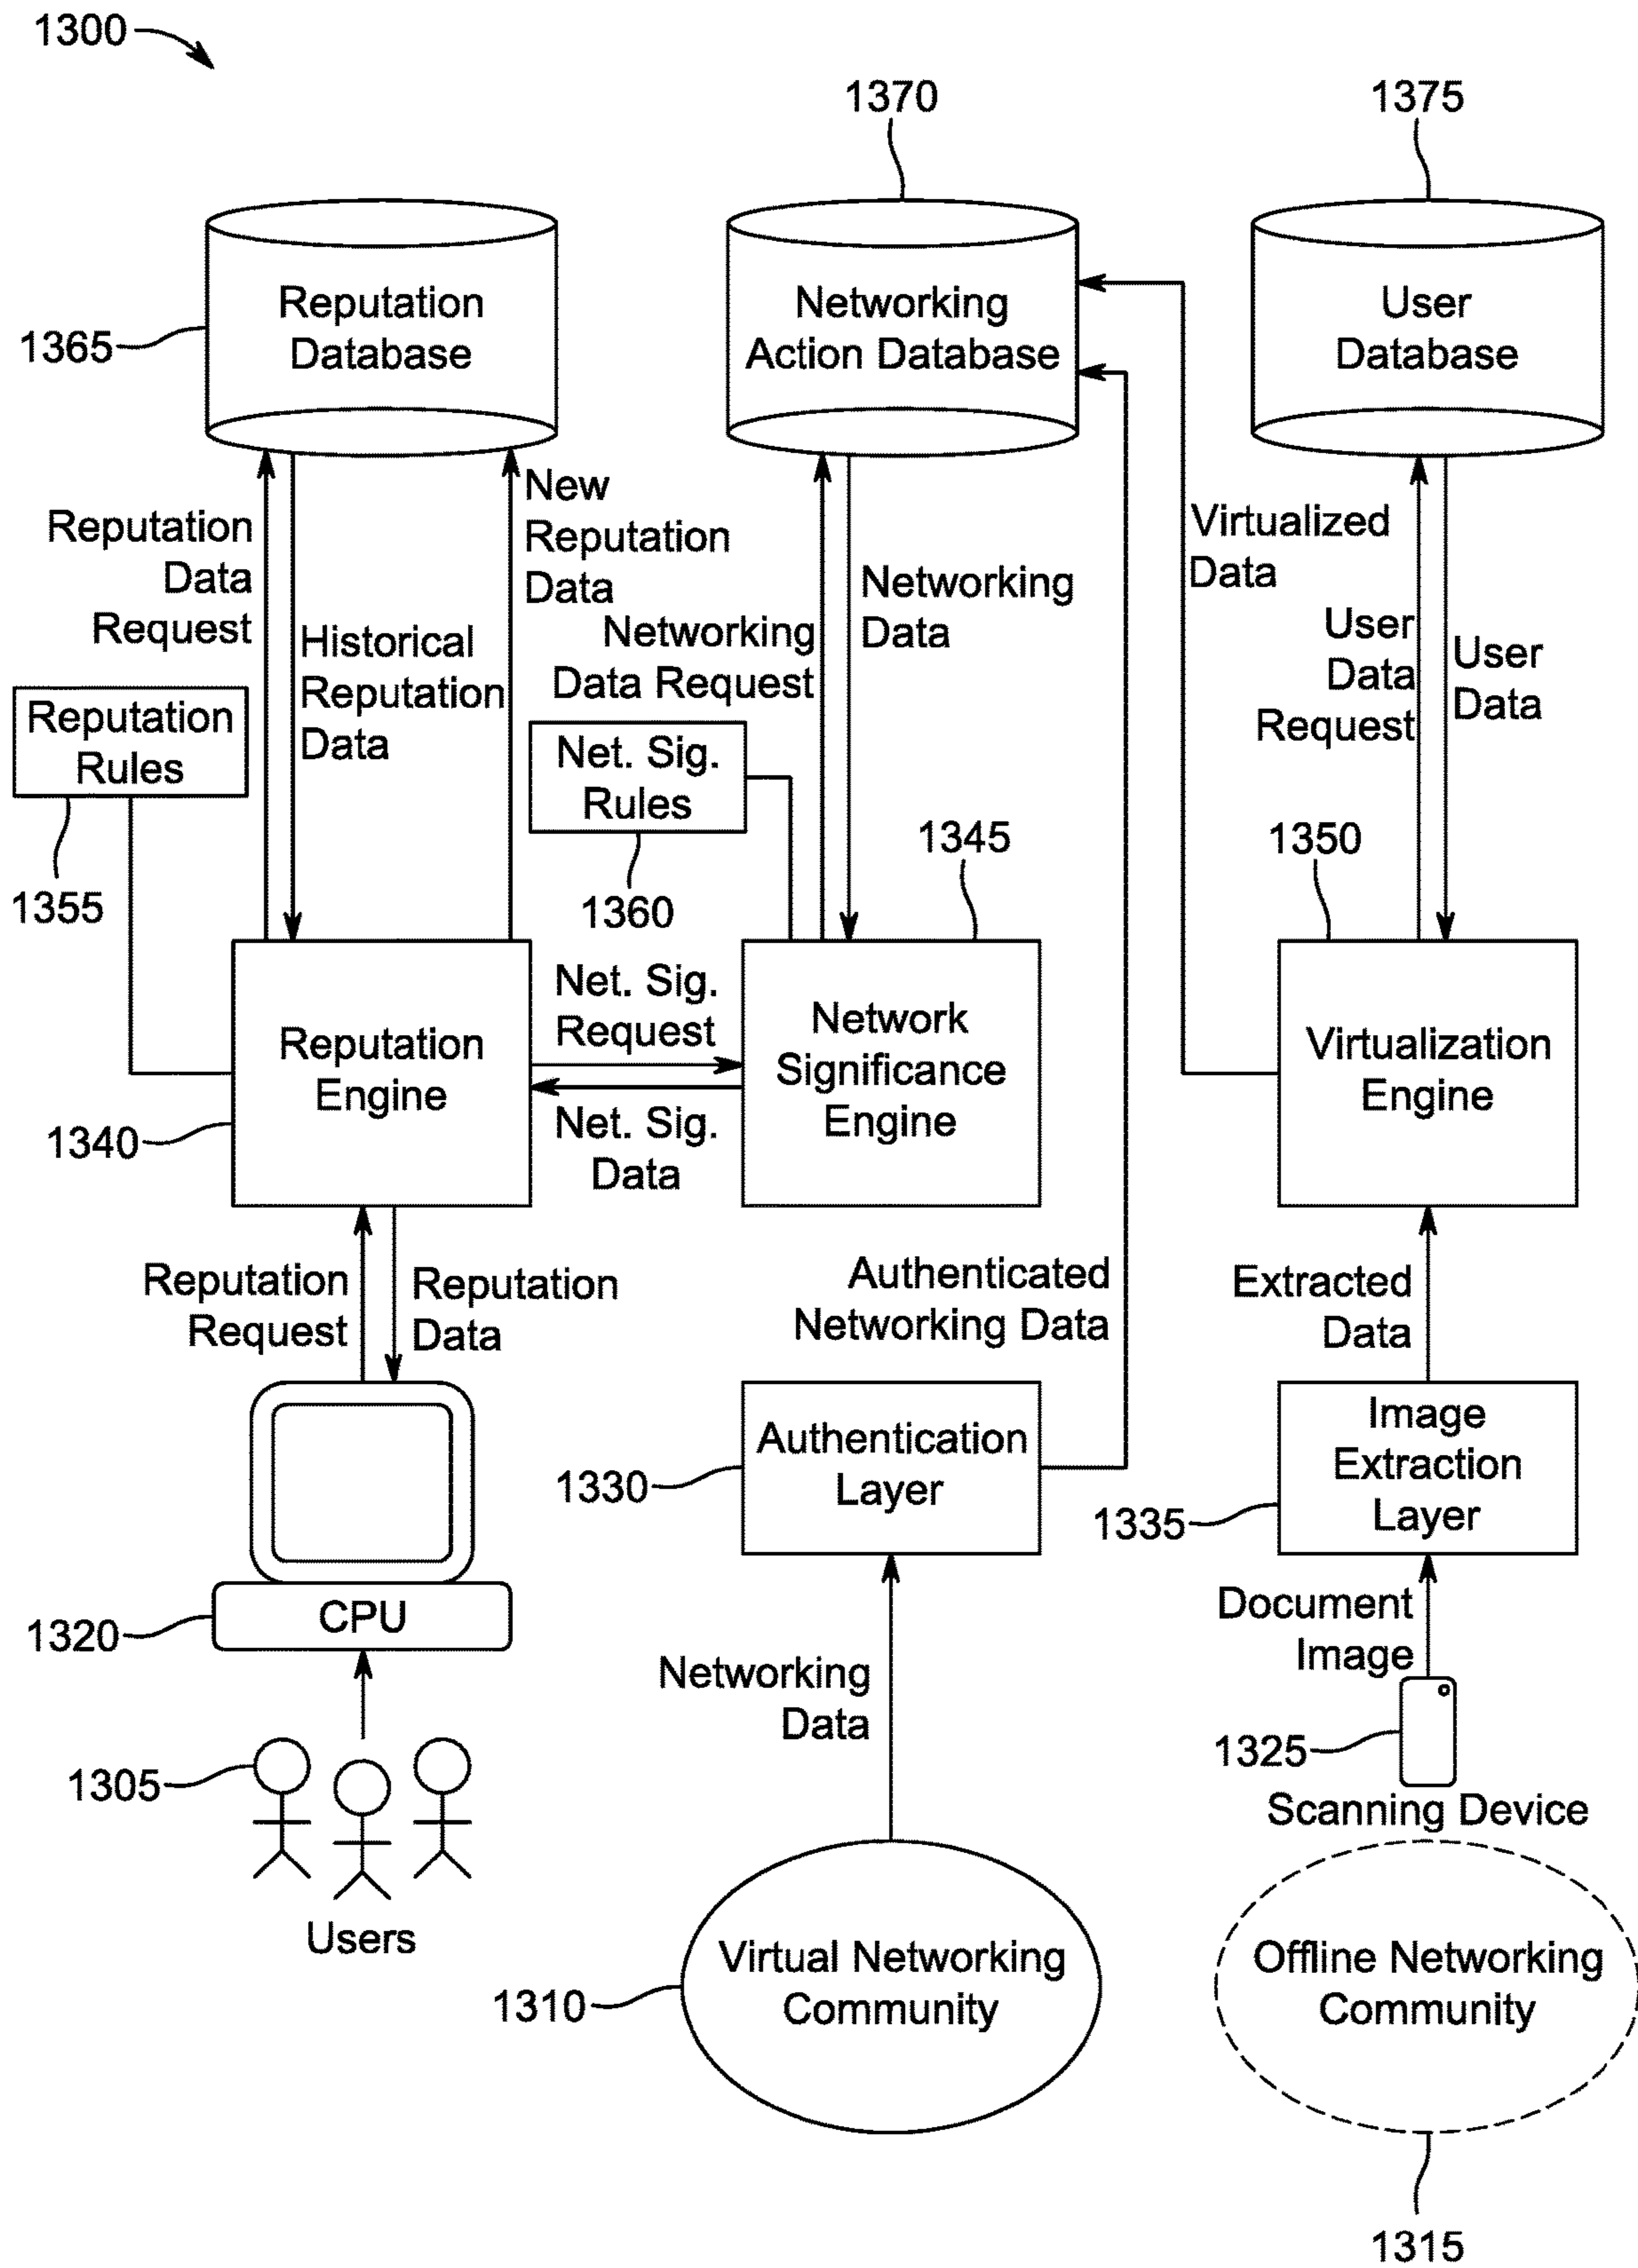 1300
1370
1375
Reputation
Database
1365
Networking
Action Database
User
Database
Reputation
Data
Request
Historical
Reputation
Data
New
Reputation
Data
Networking
Data Request
Networking
Data
Virtualized
Data
User
Data
Request
User
Data
Reputation
Rules
1355
Net. Sig.
Rules
1360
1345
1350
Reputation
Engine
1340
Net. Sig.
Request
Net. Sig.
Data
Network
Significance
Engine
Virtualization
Engine
Reputation
Request
Reputation
Data
Authenticated
Networking Data
Extracted
Data
Authentication
Layer
1330
Image
Extraction
Layer
1335
CPU
1320
Networking
Data
Document
Image
1325
Scanning Device
1305
Users
Virtual Networking
Community
1310
Offline Networking
Community
1315